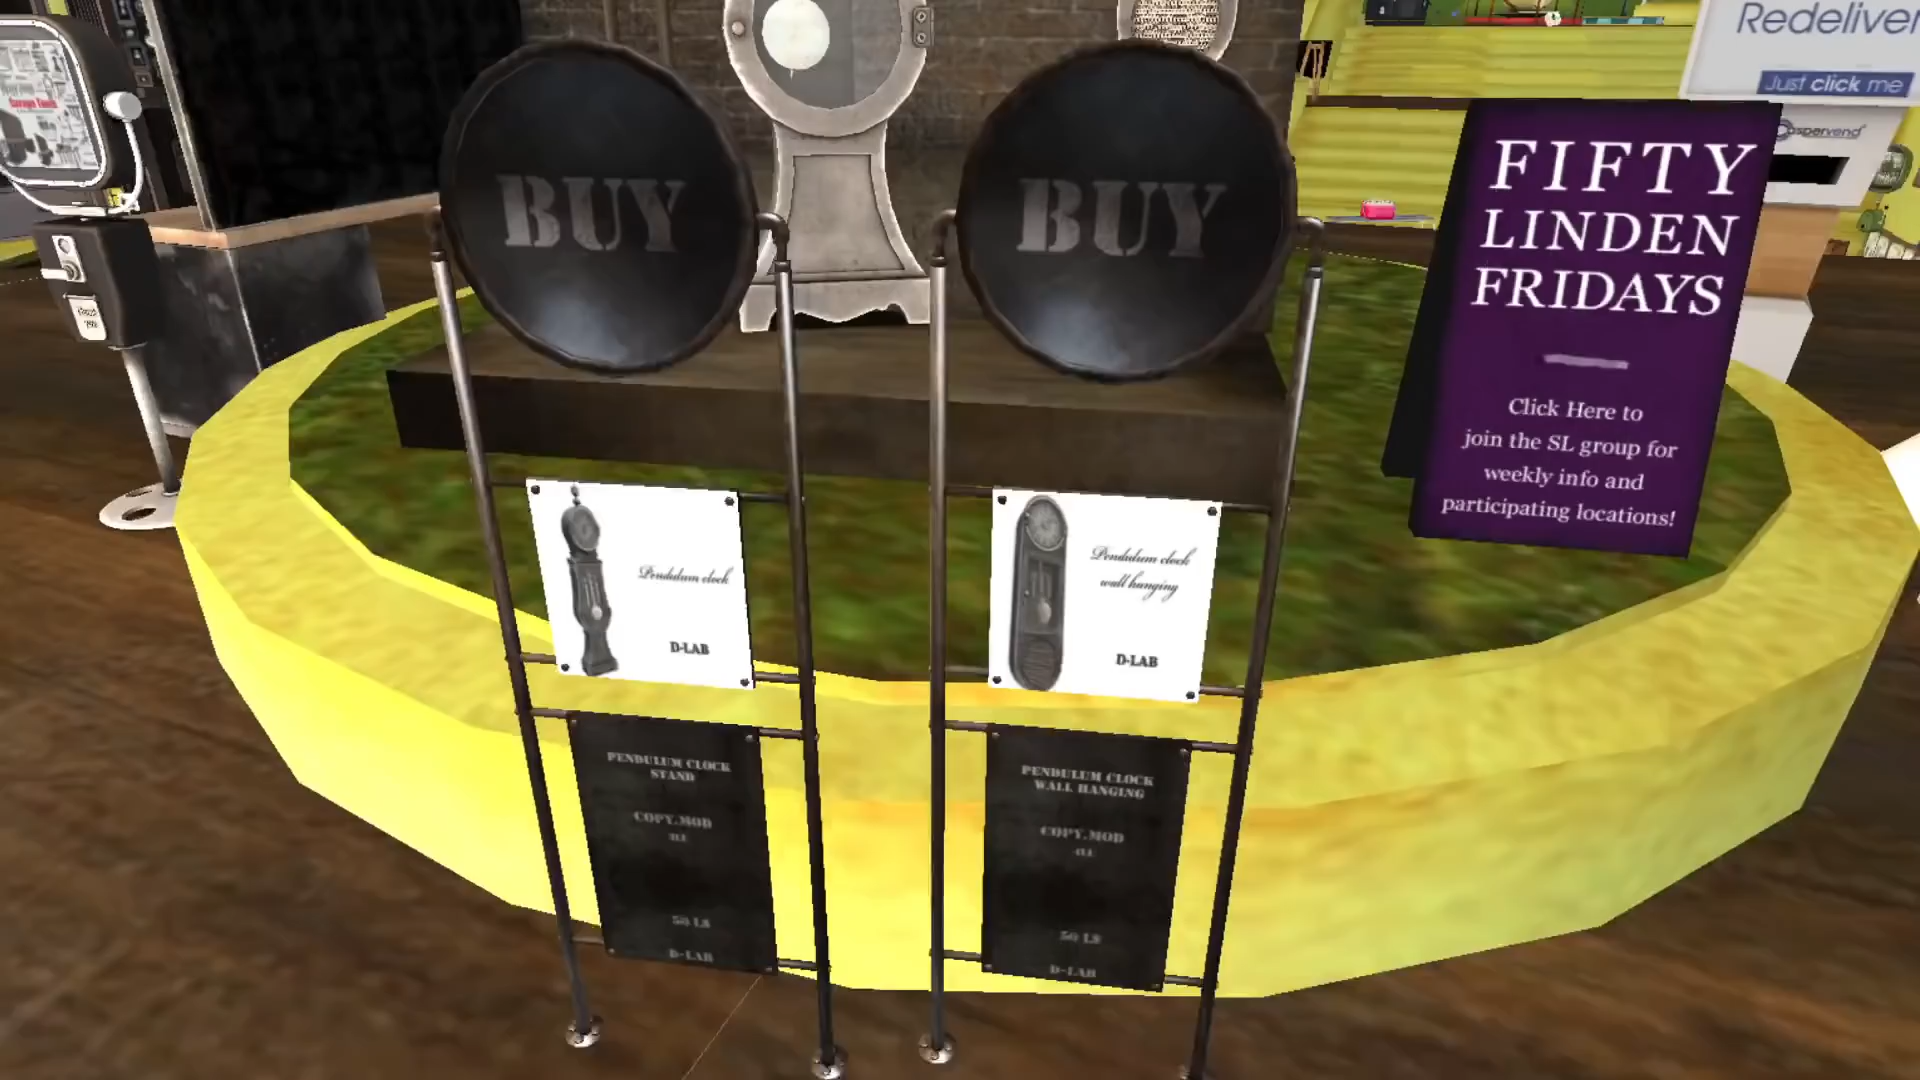 Redeliver
Just click me
Caspervend
BUY
BUY
FIFTY
LINDEN
FRIDAYS
Click Here to
join the SL group for
weekly info and
participating locations!
Pendulum clock
D-LAB
Pendulum clock
wall hanging
D-LAB
PENDULUM CLOCK
STAND
COPY.MOD
50 L$
D-LAB
PENDULUM CLOCK
WALL HANGING
COPY.MOD
50 L$
D-LAB